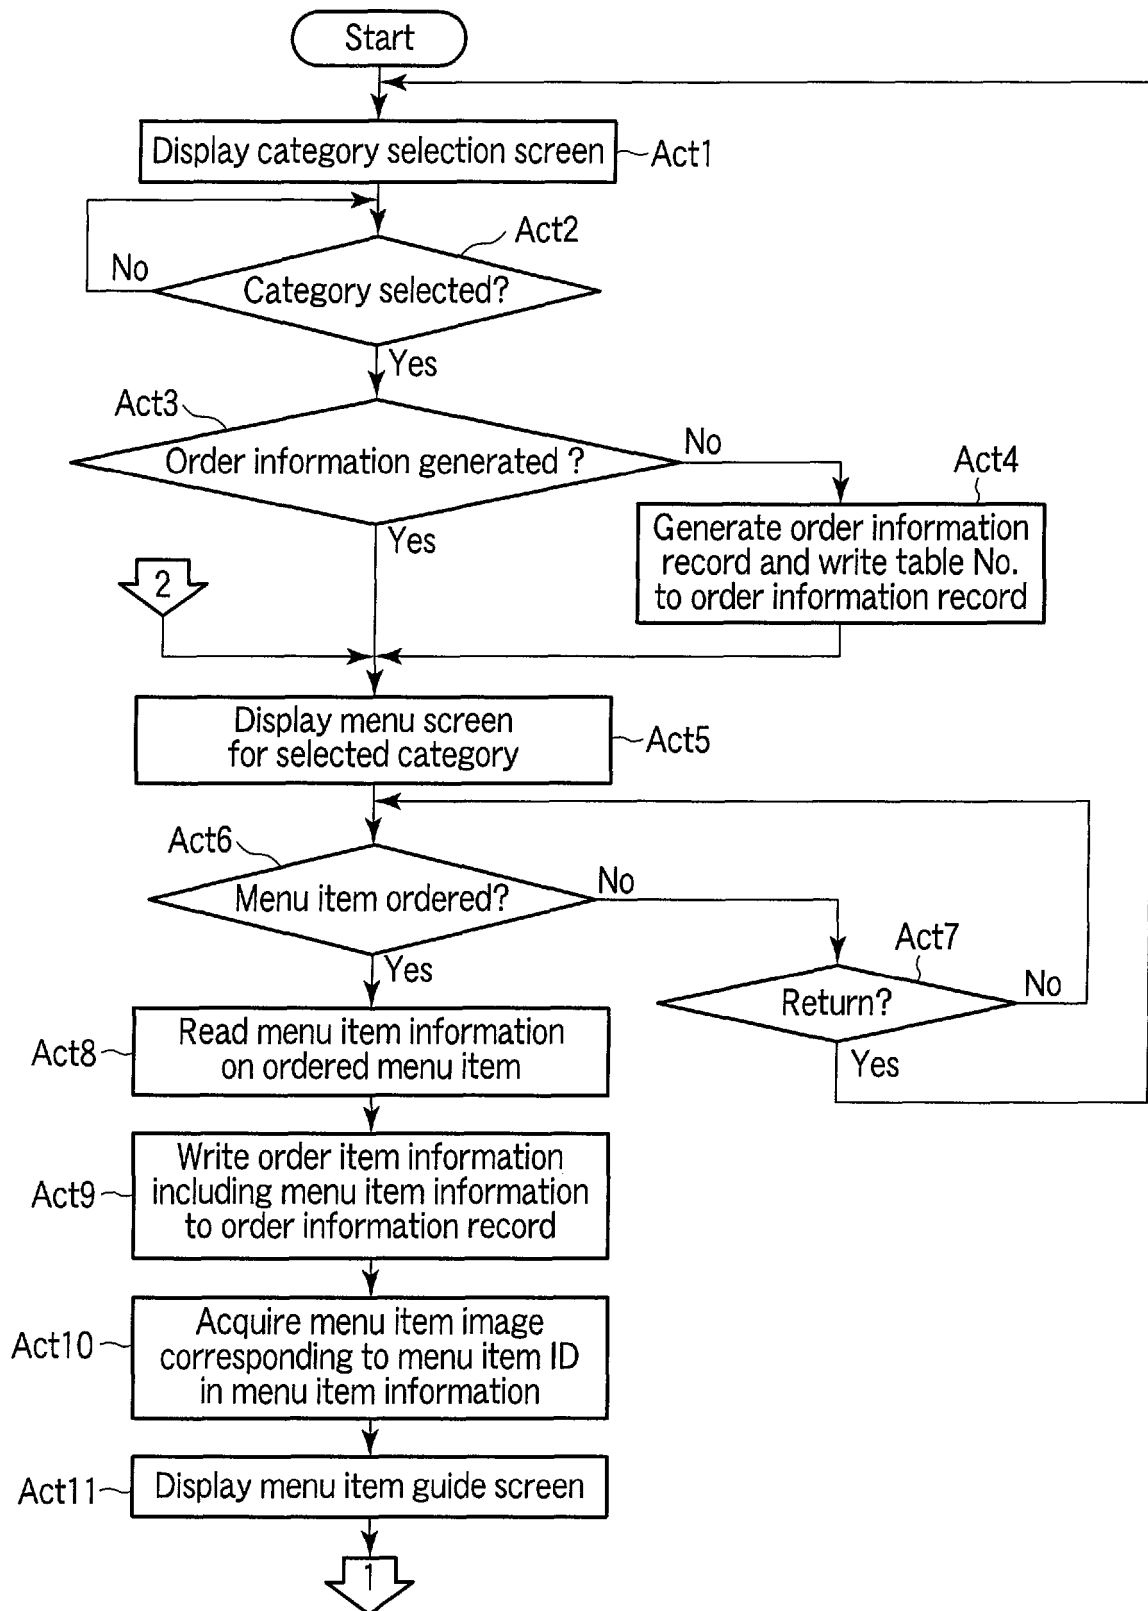 Start
Display category selection screen
Act1
Act2
No
Category selected?
Yes
Act3
Order information generated ?
No
Act4
Generate order information
record and write table No.
to order information record
Yes
2
Display menu screen
for selected category
Act5
Act6
Menu item ordered?
No
Act7
Return?
No
Yes
Yes
Act8
Read menu item information
on ordered menu item
Act9
Write order item information
including menu item information
to order information record
Act10
Acquire menu item image
corresponding to menu item ID
in menu item information
Act11
Display menu item guide screen
1